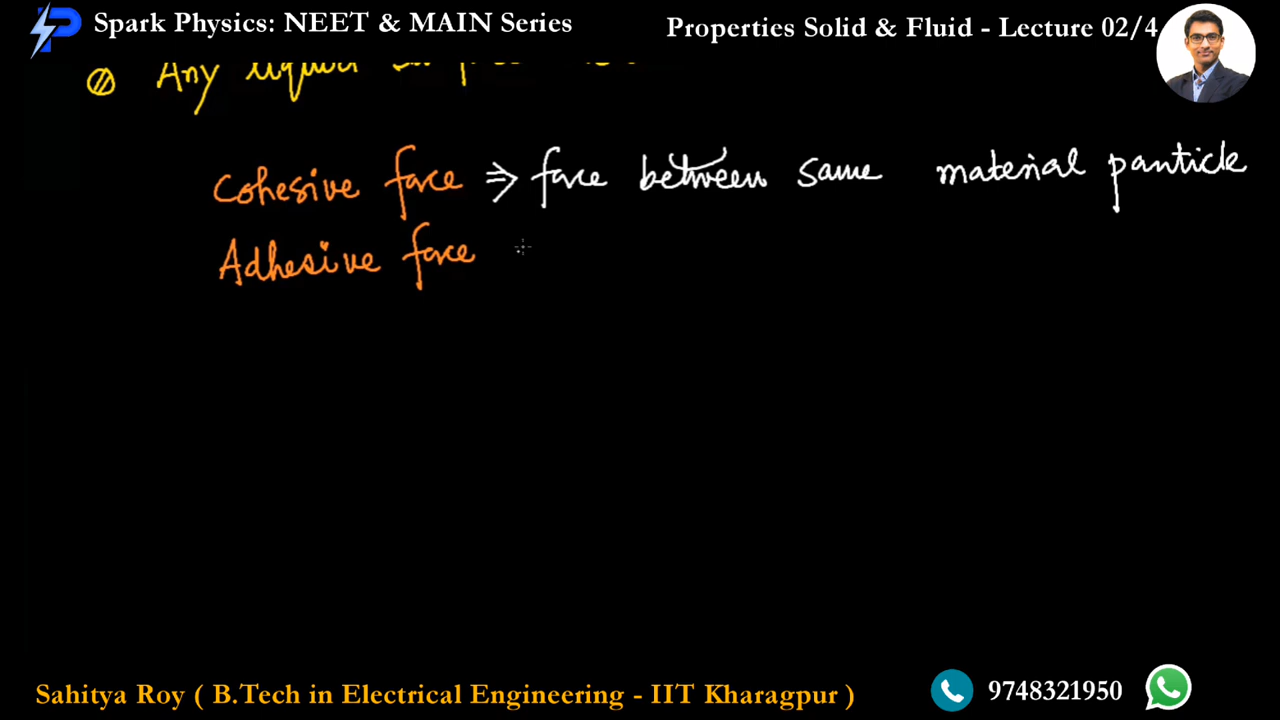 Spark Physics: NEET & MAIN Series
Properties Solid & Fluid - Lecture 02/4
Any liquid
Cohesive force ⇒ force between same material particle
Adhesive force
Sahitya Roy ( B.Tech in Electrical Engineering - IIT Kharagpur )
9748321950